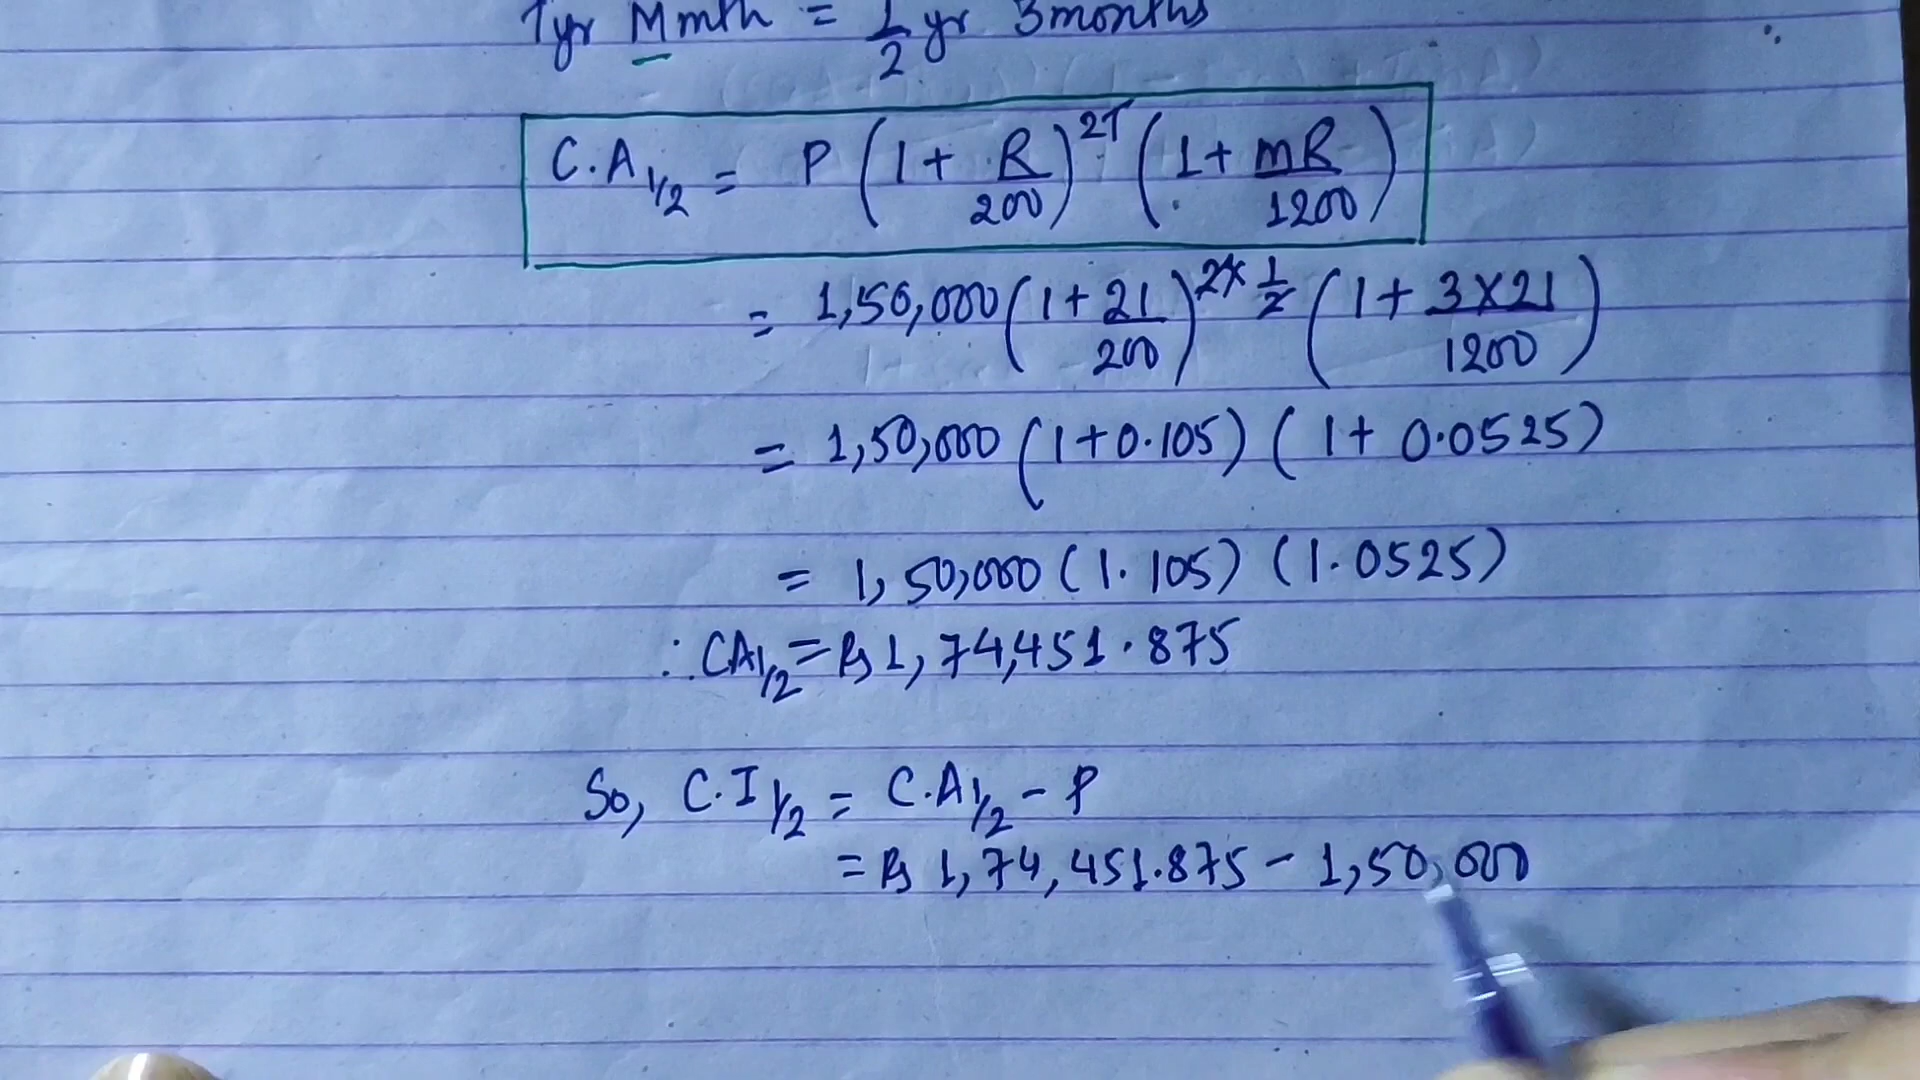 Tyr Mmth = 1/2 yr 3 months
C.A1/2 = P (1 + R/200)^2T (1 + mR/1200)
= 1,50,000 (1 + 21/200)^2×1/2 (1 + 3×21/1200)
= 1,50,000 (1+0.105) (1+ 0.0525)
= 1,50,000 (1.105) (1.0525)
∴ CA1/2 = Rs 1,74,451.875
So, C.I1/2 = C.A1/2 - P
= Rs 1,74,451.875 - 1,50,000